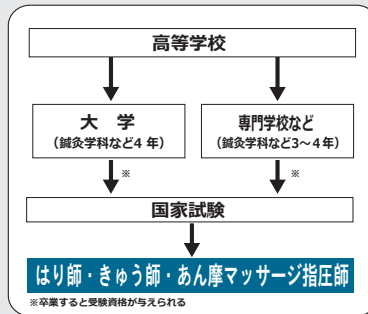 高等学校
大 学
（鍼灸学科など4 年）
専門学校など
（鍼灸学科など3〜4 年）
※
※
国家試験
はり師・きゅう師・あん摩マッサージ指圧師
※卒業すると受験資格が与えられる